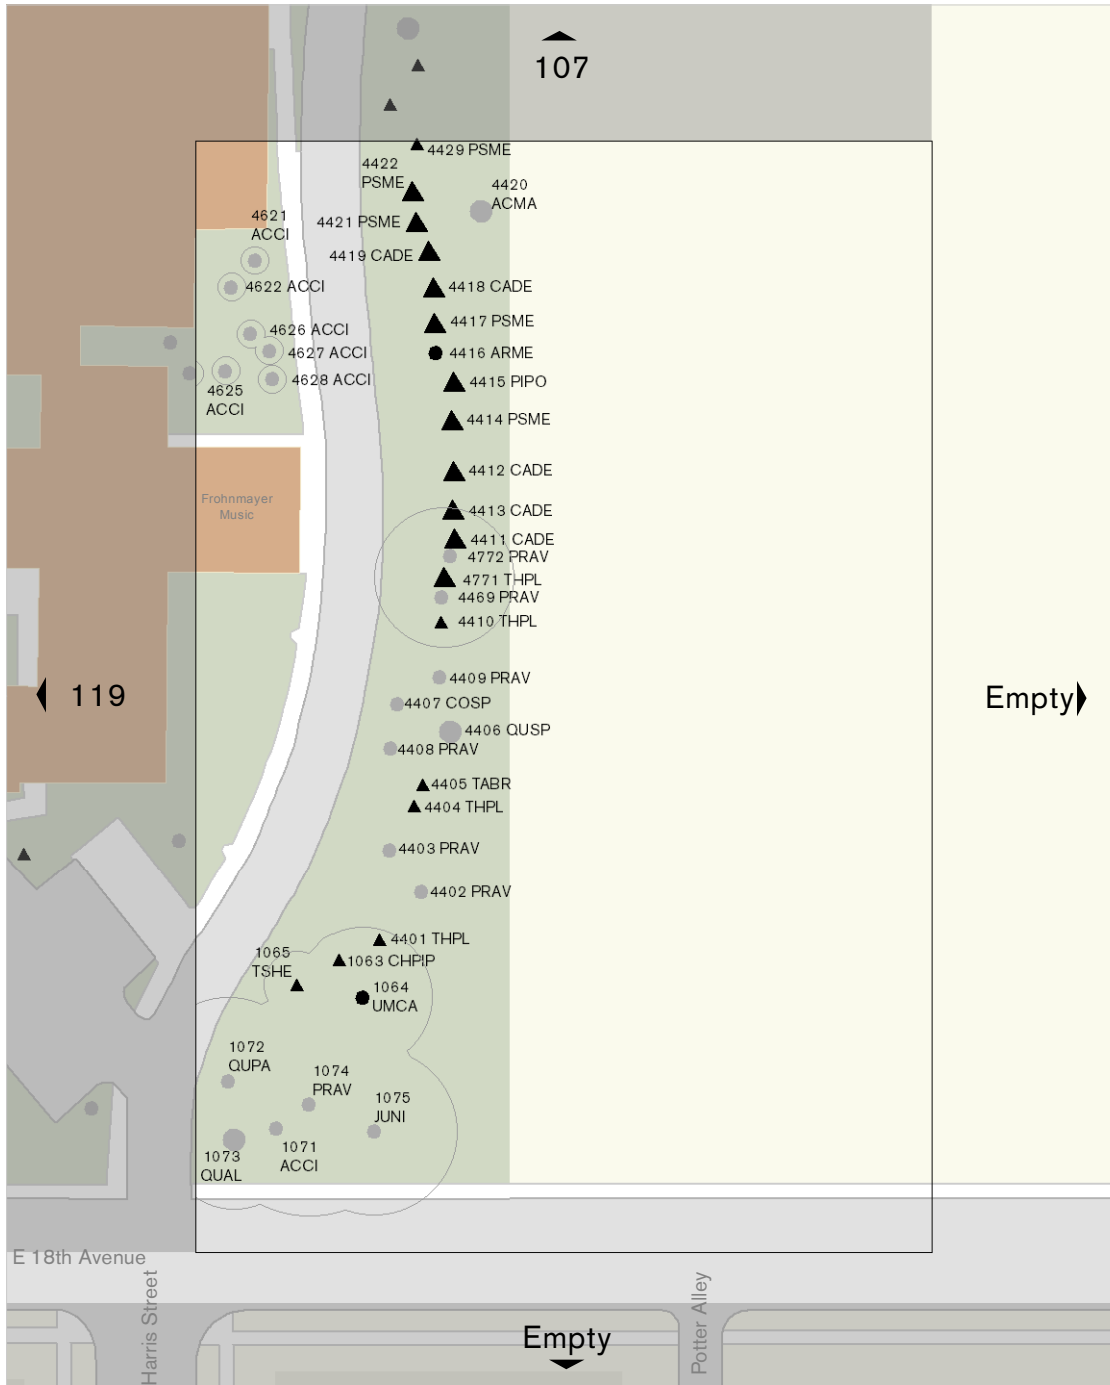 107
4429 PSME
4422
PSME
4420
ACMA
4621
ACCI
4421 PSME
4419 CADE
4622 ACCI
4418 CADE
4626 ACCI
4417 PSME
4627 ACCI
4416 ARME
4628 ACCI
4415 PIPO
4625
ACCI
4414 PSME
4412 CADE
Frohnmayer
Music
4413 CADE
4411 CADE
4772 PRAV
4771 THPL
4469 PRAV
4410 THPL
4409 PRAV
119
Empty
4407 COSP
4406 QUSP
4408 PRAV
4405 TABR
4404 THPL
4403 PRAV
4402 PRAV
4401 THPL
1065
TSHE
1063 CHPIP
1064
UMCA
1072
QUPA
1074
PRAV
1075
JUNI
1073
QUAL
1071
ACCI
E 18th Avenue
Harris Street
Potter Alley
Empty